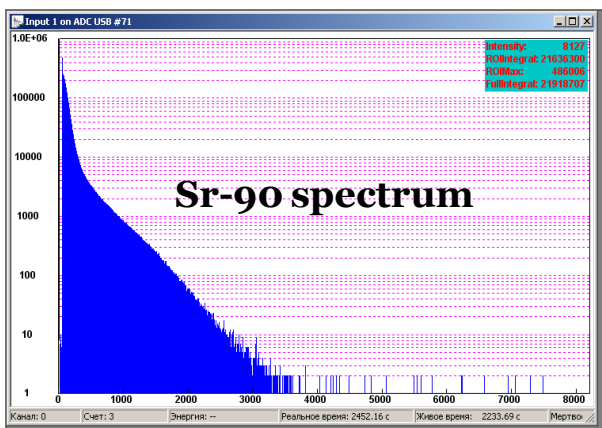 Input 1 on ADC USB #71
1.0E+06
Intensity: 8127
ROIIntegral: 21636300
ROIMax: 486006
FullIntegral: 21918707
100000
10000
Sr-90 spectrum
1000
100
10
1
0 1000 2000 3000 4000 5000 6000 7000 8000
Канал: 0 Счет: 3 Энергия: -- Реальное время: 2452.16 с Живое время: 2233.69 с Мертво